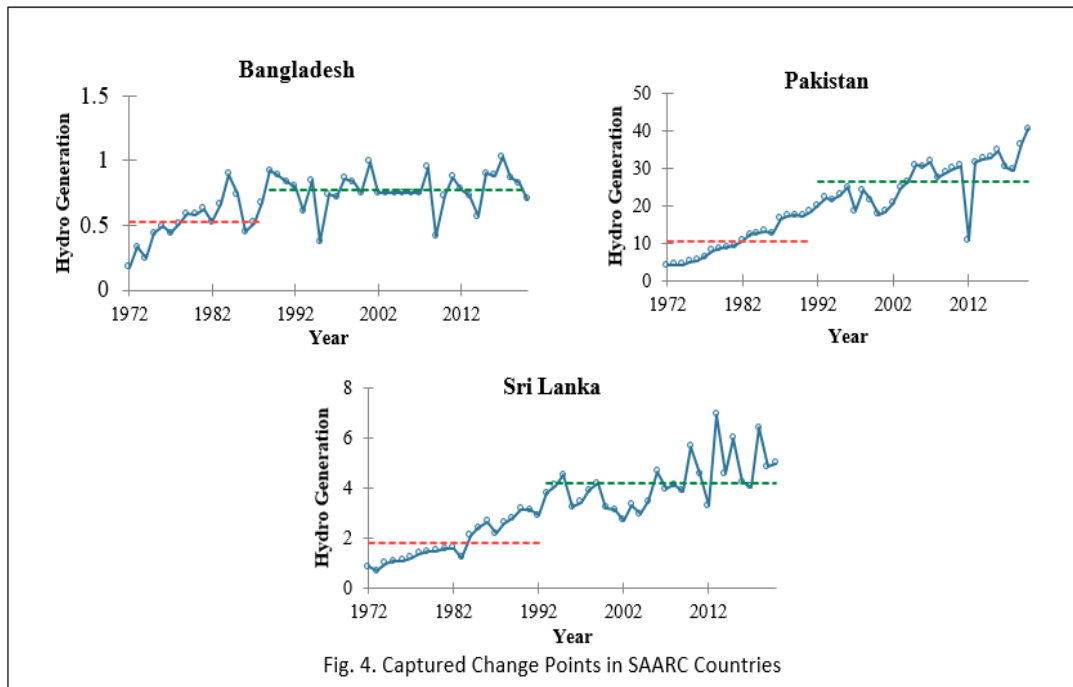 Bangladesh
1.5
1
0.5
0
Hydro Generation
1972 1982 1992 2002 2012
Year
Pakistan
50
40
30
20
10
0
Hydro Generation
1972 1982 1992 2002 2012
Year
Sri Lanka
8
6
4
2
0
Hydro Generation
1972 1982 1992 2002 2012
Year
Fig. 4. Captured Change Points in SAARC Countries